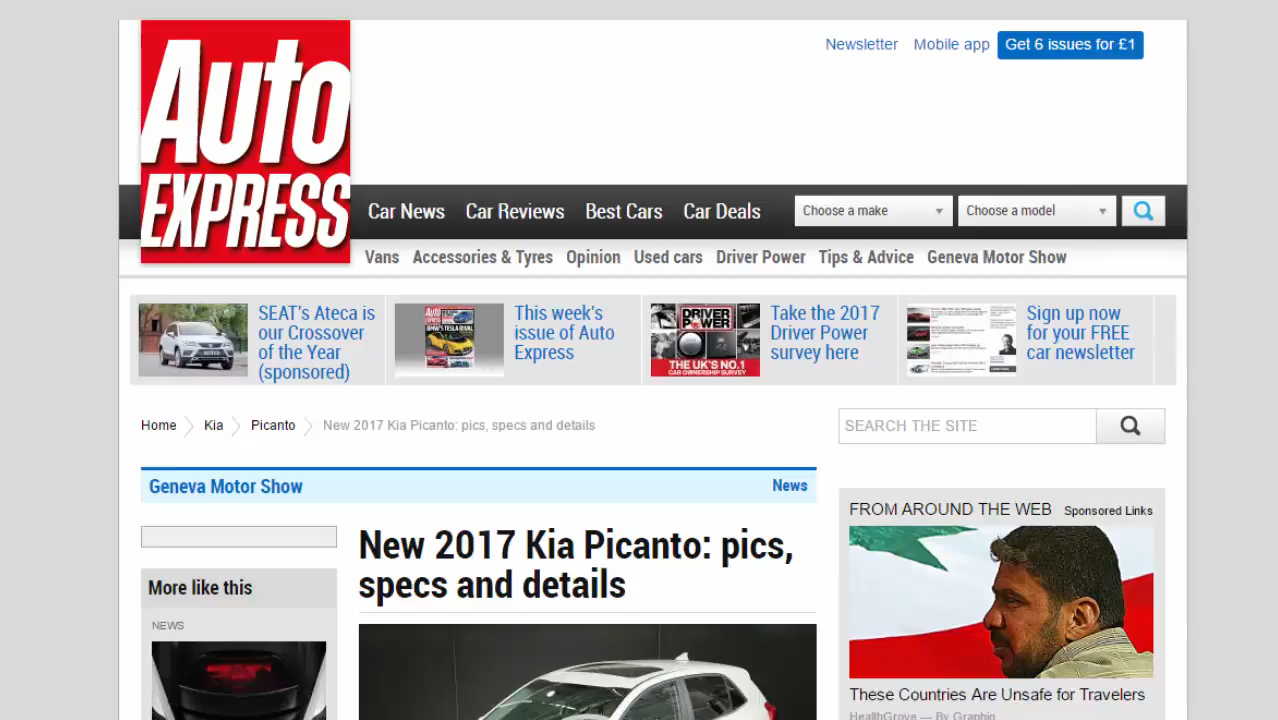 Newsletter Mobile app Get 6 issues for £1
Auto
EXPRESS
Car News Car Reviews Best Cars Car Deals Choose a make Choose a model
Vans Accessories & Tyres Opinion Used cars Driver Power Tips & Advice Geneva Motor Show
SEAT's Ateca is
our Crossover
of the Year
(sponsored)
This week's
issue of Auto
Express
DRIVER
POWER
THE UK'S NO.1
CAR OWNERSHIP SURVEY
Take the 2017
Driver Power
survey here
Sign up now
for your FREE
car newsletter
Home Kia Picanto New 2017 Kia Picanto: pics, specs and details
SEARCH THE SITE
Geneva Motor Show News
New 2017 Kia Picanto: pics,
specs and details
More like this
NEWS
FROM AROUND THE WEB Sponsored Links
These Countries Are Unsafe for Travelers
HealthGrove — By Graphiq